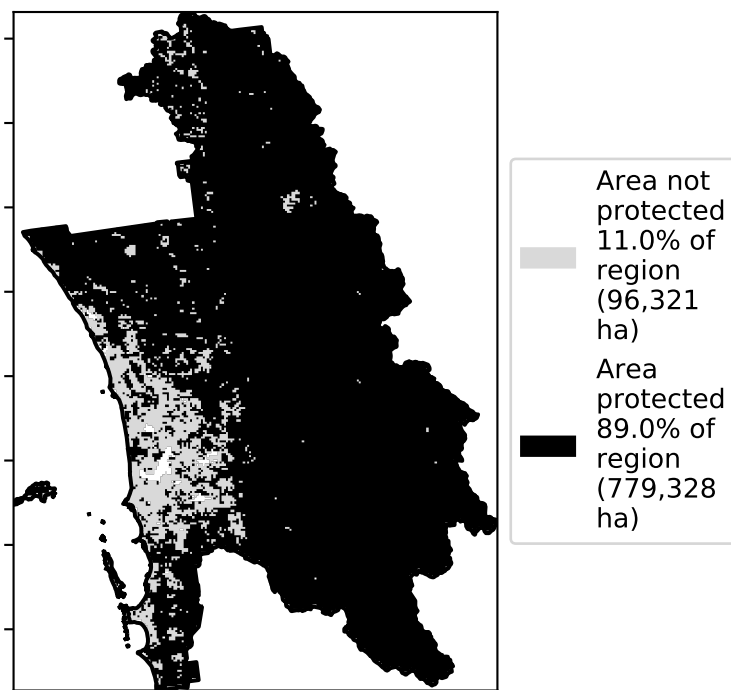 Area not
protected
11.0% of
region
(96,321
ha)
Area
protected
89.0% of
region
(779,328
ha)